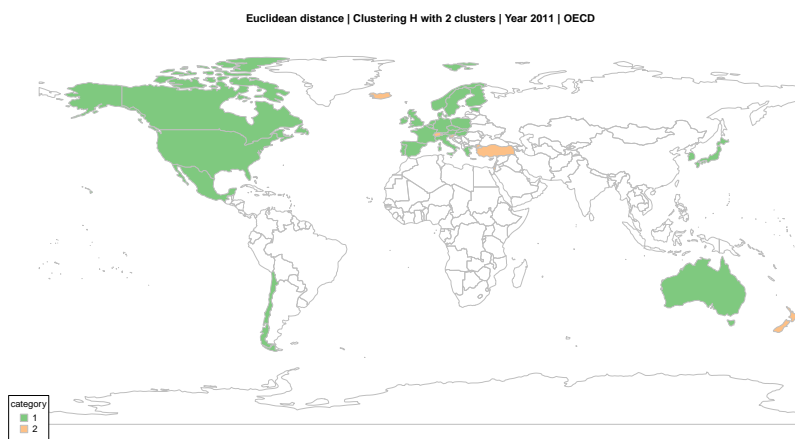 Euclidean distance | Clustering H with 2 clusters | Year 2011 | OECD
category
1
2